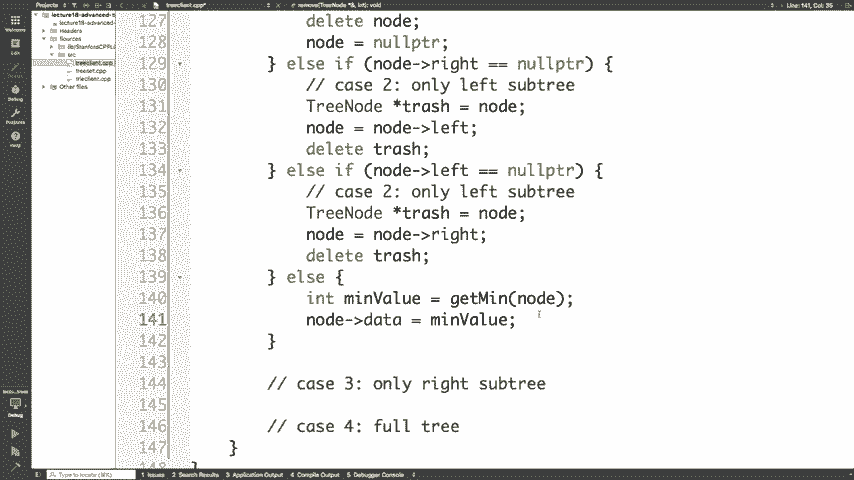 Projects
treeclient.cpp*
remove(TreeNode *&, int): void
Line: 141, Col: 35
Welcome
Edit
Debug
Projects
Help
Debug
lecture18-advanced-t
lecture18-advanced-
Headers
Sources
src
treeclient.cpp
treeset.cpp
trieclient.cpp
Other files
127 delete node;
128 node = nullptr;
129 } else if (node->right == nullptr) {
130 // case 2: only left subtree
131 TreeNode *trash = node;
132 node = node->left;
133 delete trash;
134 } else if (node->left == nullptr) {
135 // case 2: only left subtree
136 TreeNode *trash = node;
137 node = node->right;
138 delete trash;
139 } else {
140 int minValue = getMin(node);
141 node->data = minValue;
142 }
143
144 // case 3: only right subtree
145
146 // case 4: full tree
147 }
148 }
Type to locate (⌘K) 1 Issues 2 Search Results 3 Application Output 4 Compile Output 5 Debugger Console